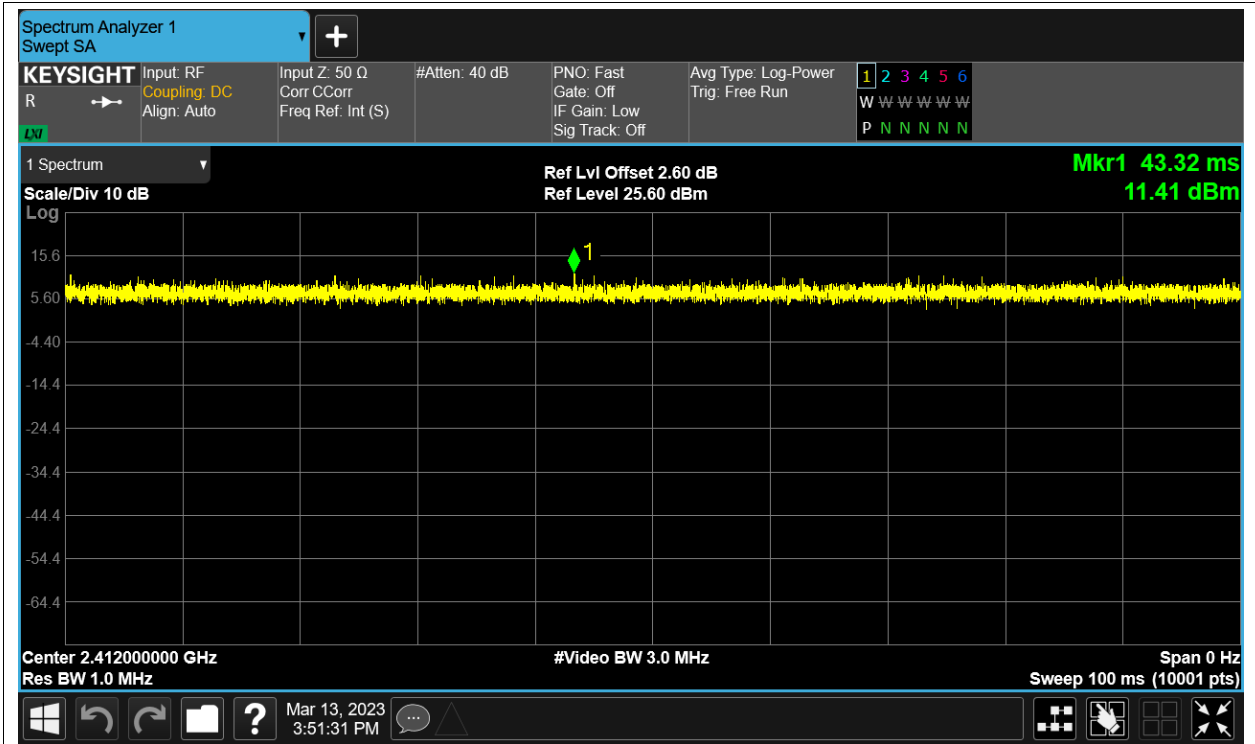 Spectrum Analyzer 1
Swept SA
KEYSIGHT
R
LXI
Input: RF
Coupling: DC
Align: Auto
Input Z: 50 Ω
Corr CCorr
Freq Ref: Int (S)
#Atten: 40 dB
PNO: Fast
Gate: Off
IF Gain: Low
Sig Track: Off
Avg Type: Log-Power
Trig: Free Run
1 2 3 4 5 6
W W W W W W
P N N N N N
1 Spectrum
Scale/Div 10 dB
Log
Ref Lvl Offset 2.60 dB
Ref Level 25.60 dBm
Mkr1 43.32 ms
11.41 dBm
1
15.6
5.60
-4.40
-14.4
-24.4
-34.4
-44.4
-54.4
-64.4
Center 2.412000000 GHz
#Video BW 3.0 MHz
Span 0 Hz
Res BW 1.0 MHz
Sweep 100 ms (10001 pts)
?
Mar 13, 2023
3:51:31 PM